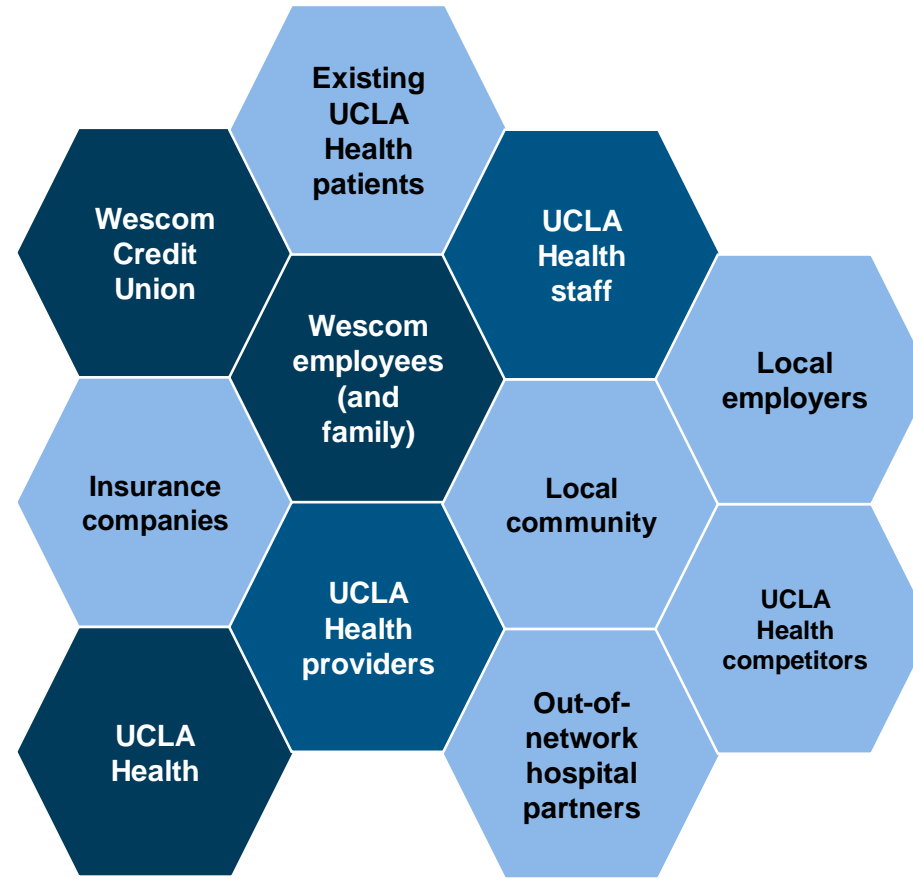 Existing
UCLA
Health
patients
Wescom
Credit
Union
UCLA
Health
staff
Wescom
employees
(and
family)
Local
employers
Insurance
companies
Local
community
UCLA
Health
providers
UCLA
Health
competitors
UCLA
Health
Out-of-
network
hospital
partners